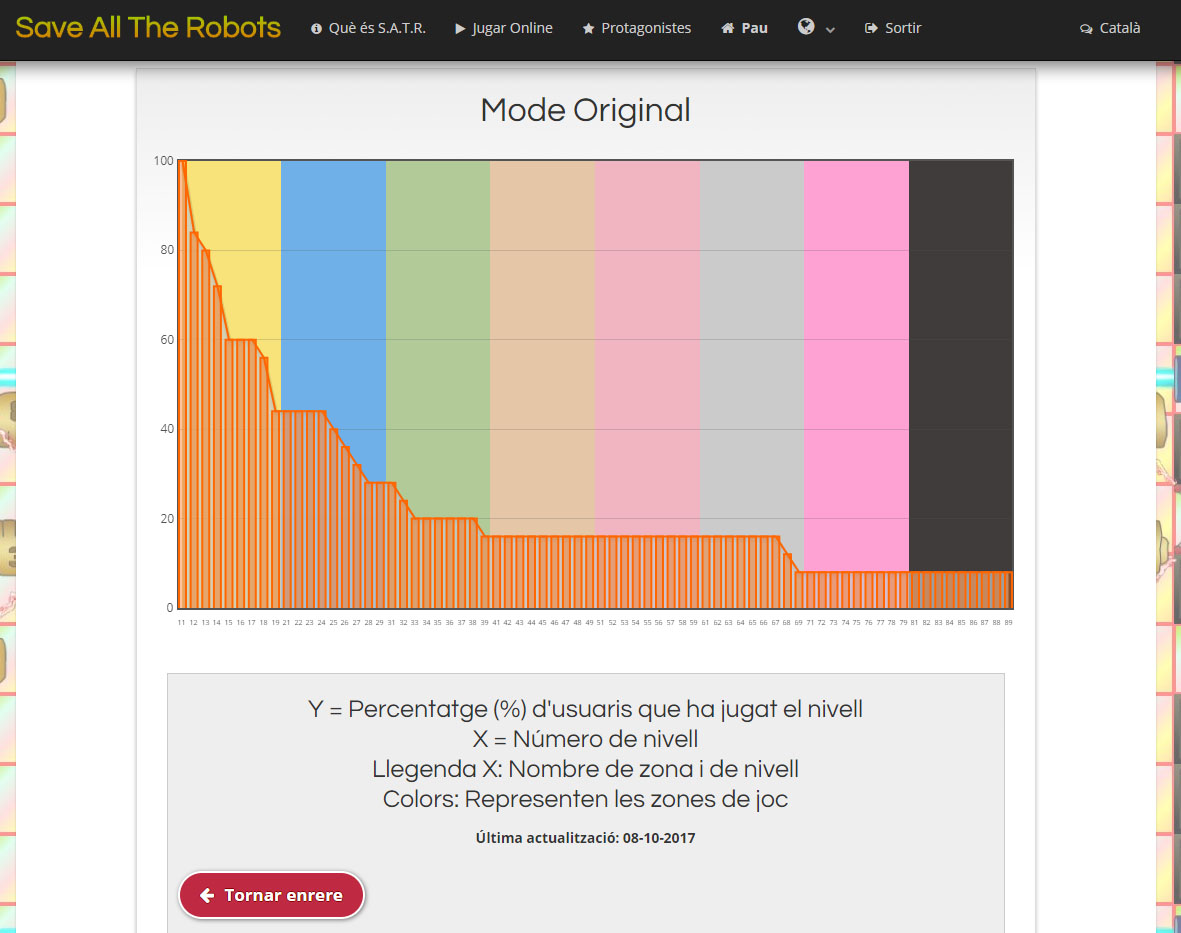 Save All The Robots Què és S.A.T.R. Jugar Online Protagonistes Pau Sortir Català
Mode Original
100
80
60
40
20
0
11 12 13 14 15 16 17 18 19 21 22 23 24 25 26 27 28 29 31 32 33 34 35 36 37 38 39 41 42 43 44 45 46 47 48 49 51 52 53 54 55 56 57 58 59 61 62 63 64 65 66 67 68 69 71 72 73 74 75 76 77 78 79 81 82 83 84 85 86 87 88 89
Y = Percentatge (%) d'usuaris que ha jugat el nivell
X = Número de nivell
Llegenda X: Nombre de zona i de nivell
Colors: Representen les zones de joc
Última actualització: 08-10-2017
Tornar enrere